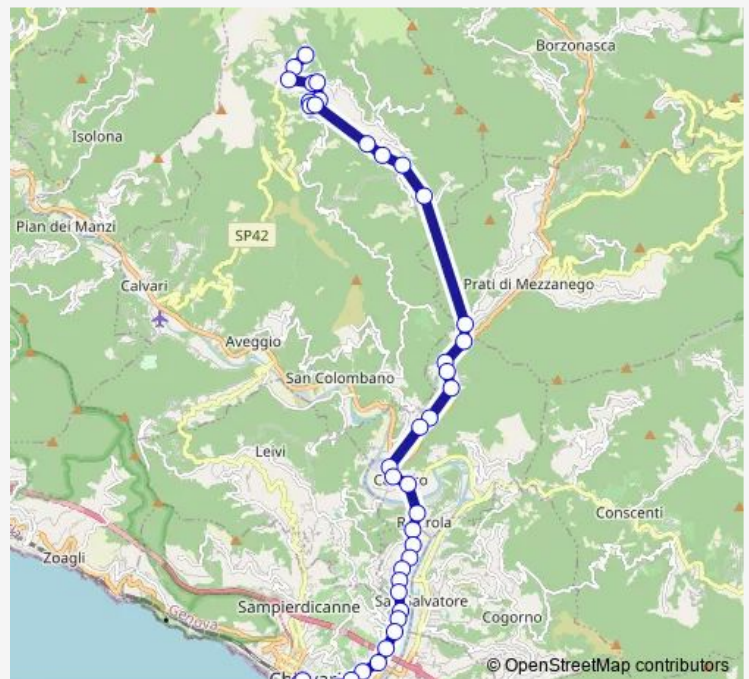 Borzonasca
Isolona
Pian dei Manzi
SP42
Calvari
Prati di Mezzanego
Aveggio
San Colombano
Leivi
Conscenti
Zoagli
Sampierdicanne
Cogorno
Genova
© OpenStreetMap contributors